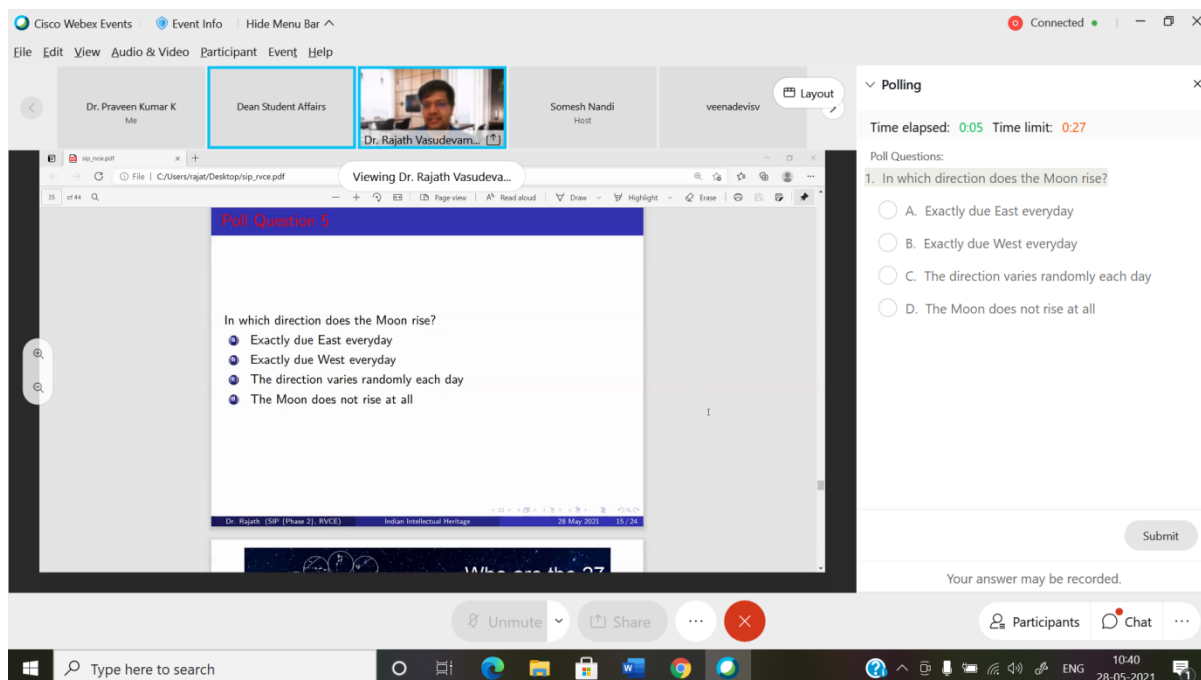 Cisco Webex Events Event Info Hide Menu Bar Connected
File Edit View Audio & Video Participant Event Help
Dr. Praveen Kumar K
Me
Dean Student Affairs
Dr. Rajath Vasudevam...
Somesh Nandi
Host
veenadevisv
Layout
sip_rvce.pdf
File | C:/Users/rajat/Desktop/sip_rvce.pdf
Viewing Dr. Rajath Vasudeva...
35 of 44 Page view Read aloud Draw Highlight Erase
Poll Question 5
In which direction does the Moon rise?
Exactly due East everyday
Exactly due West everyday
The direction varies randomly each day
The Moon does not rise at all
Dr. Rajath (SIP {Phase 2}, RVCE) Indian Intellectual Heritage 28 May 2021 15 / 24
Who are the 27
Polling
Time elapsed: 0:05 Time limit: 0:27
Poll Questions:
1. In which direction does the Moon rise?
A. Exactly due East everyday
B. Exactly due West everyday
C. The direction varies randomly each day
D. The Moon does not rise at all
Submit
Your answer may be recorded.
Unmute Share ... Participants Chat ...
Type here to search ENG 10:40
28-05-2021